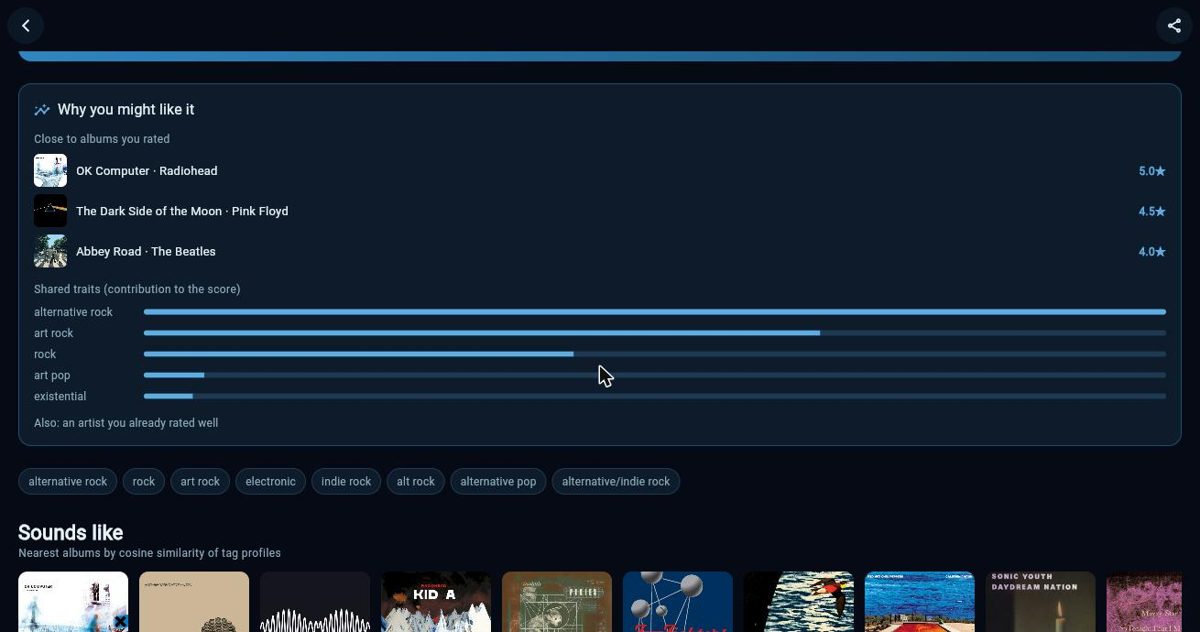 Why you might like it
Close to albums you rated
OK Computer · Radiohead 5.0★
The Dark Side of the Moon · Pink Floyd 4.5★
Abbey Road · The Beatles 4.0★
Shared traits (contribution to the score)
alternative rock
art rock
rock
art pop
existential
Also: an artist you already rated well
alternative rock rock art rock electronic indie rock alt rock alternative pop alternative/indie rock
Sounds like
Nearest albums by cosine similarity of tag profiles
KID A
SONIC YOUTH
DAYDREAM NATION